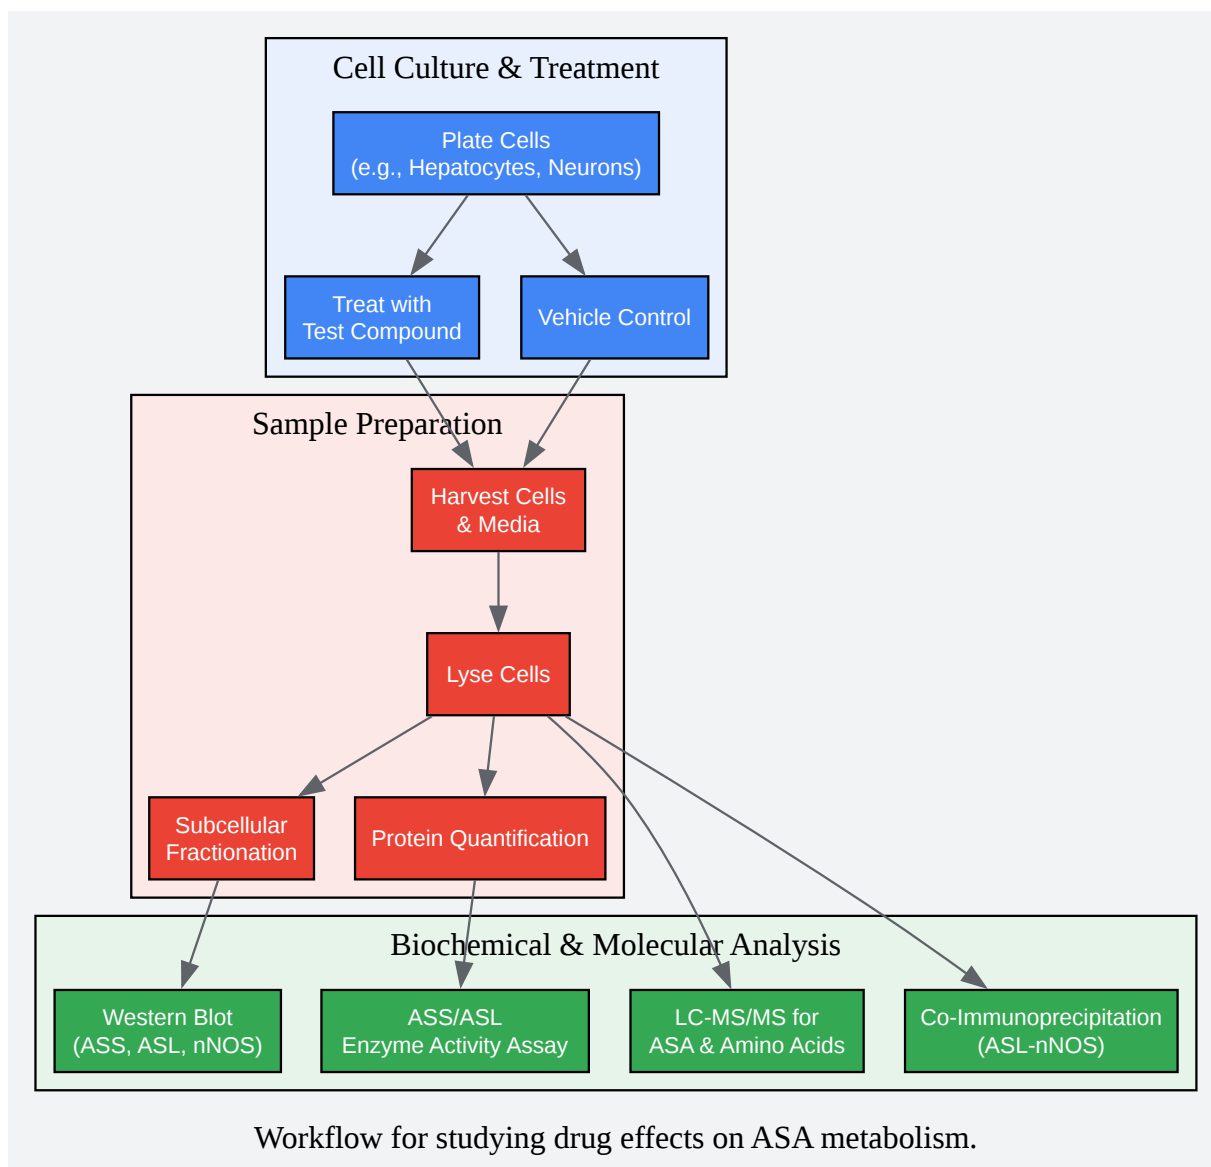 Cell Culture & Treatment
Plate Cells
(e.g., Hepatocytes, Neurons)
Treat with
Test Compound
Vehicle Control
Sample Preparation
Harvest Cells
& Media
Lyse Cells
Subcellular
Fractionation
Protein Quantification
Biochemical & Molecular Analysis
Western Blot
(ASS, ASL, nNOS)
ASS/ASL
Enzyme Activity Assay
LC-MS/MS for
ASA & Amino Acids
Co-Immunoprecipitation
(ASL-nNOS)
Workflow for studying drug effects on ASA metabolism.